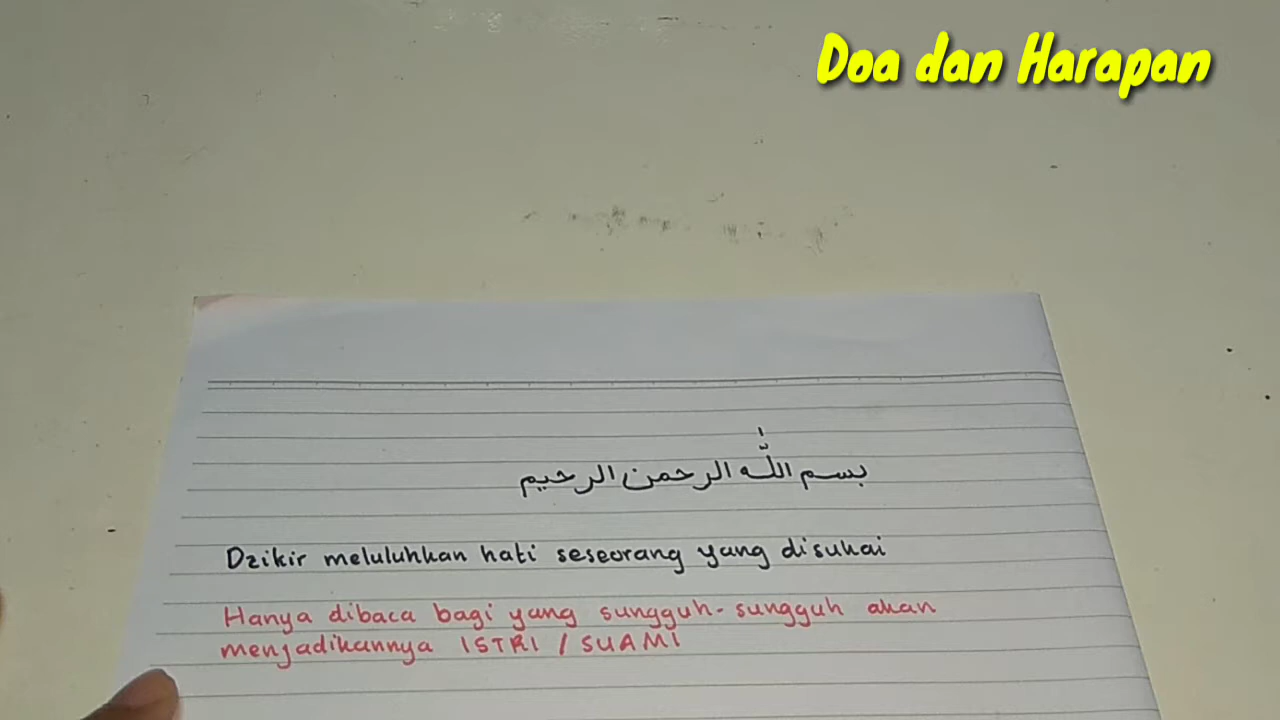 Doa dan Harapan
بسم اللّٰه الرحمن الرحيم
Dzikir meluluhkan hati seseorang yang disukai
Hanya dibaca bagi yang sungguh-sungguh akan
menjadikannya ISTRI / SUAMI